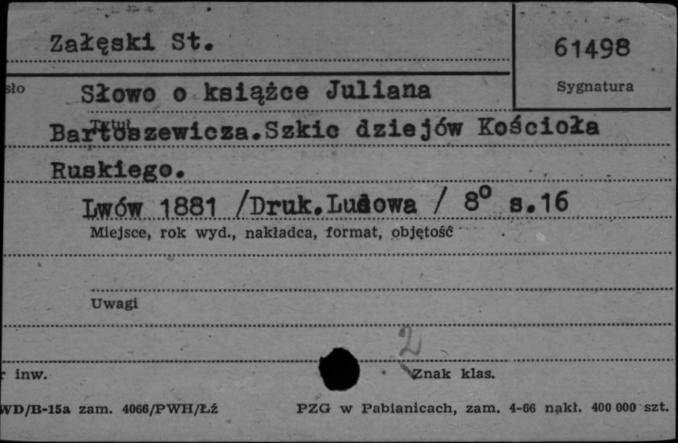 Załęski St.
61498
Sygnatura
sło
Słowo o książce Juliana
Tytuł
Bartoszewicza.Szkic dziejów Kościoła
Ruskiego.
Lwów 1881 /Druk.Ludowa / 8° s.16
Miejsce, rok wyd., nakładca, format, objętość
Uwagi
2
r inw.
Znak klas.
WD/B-15a zam. 4066/PWH/Łź
PZG w Pabianicach, zam. 4-66 nakł. 400 000 szt.